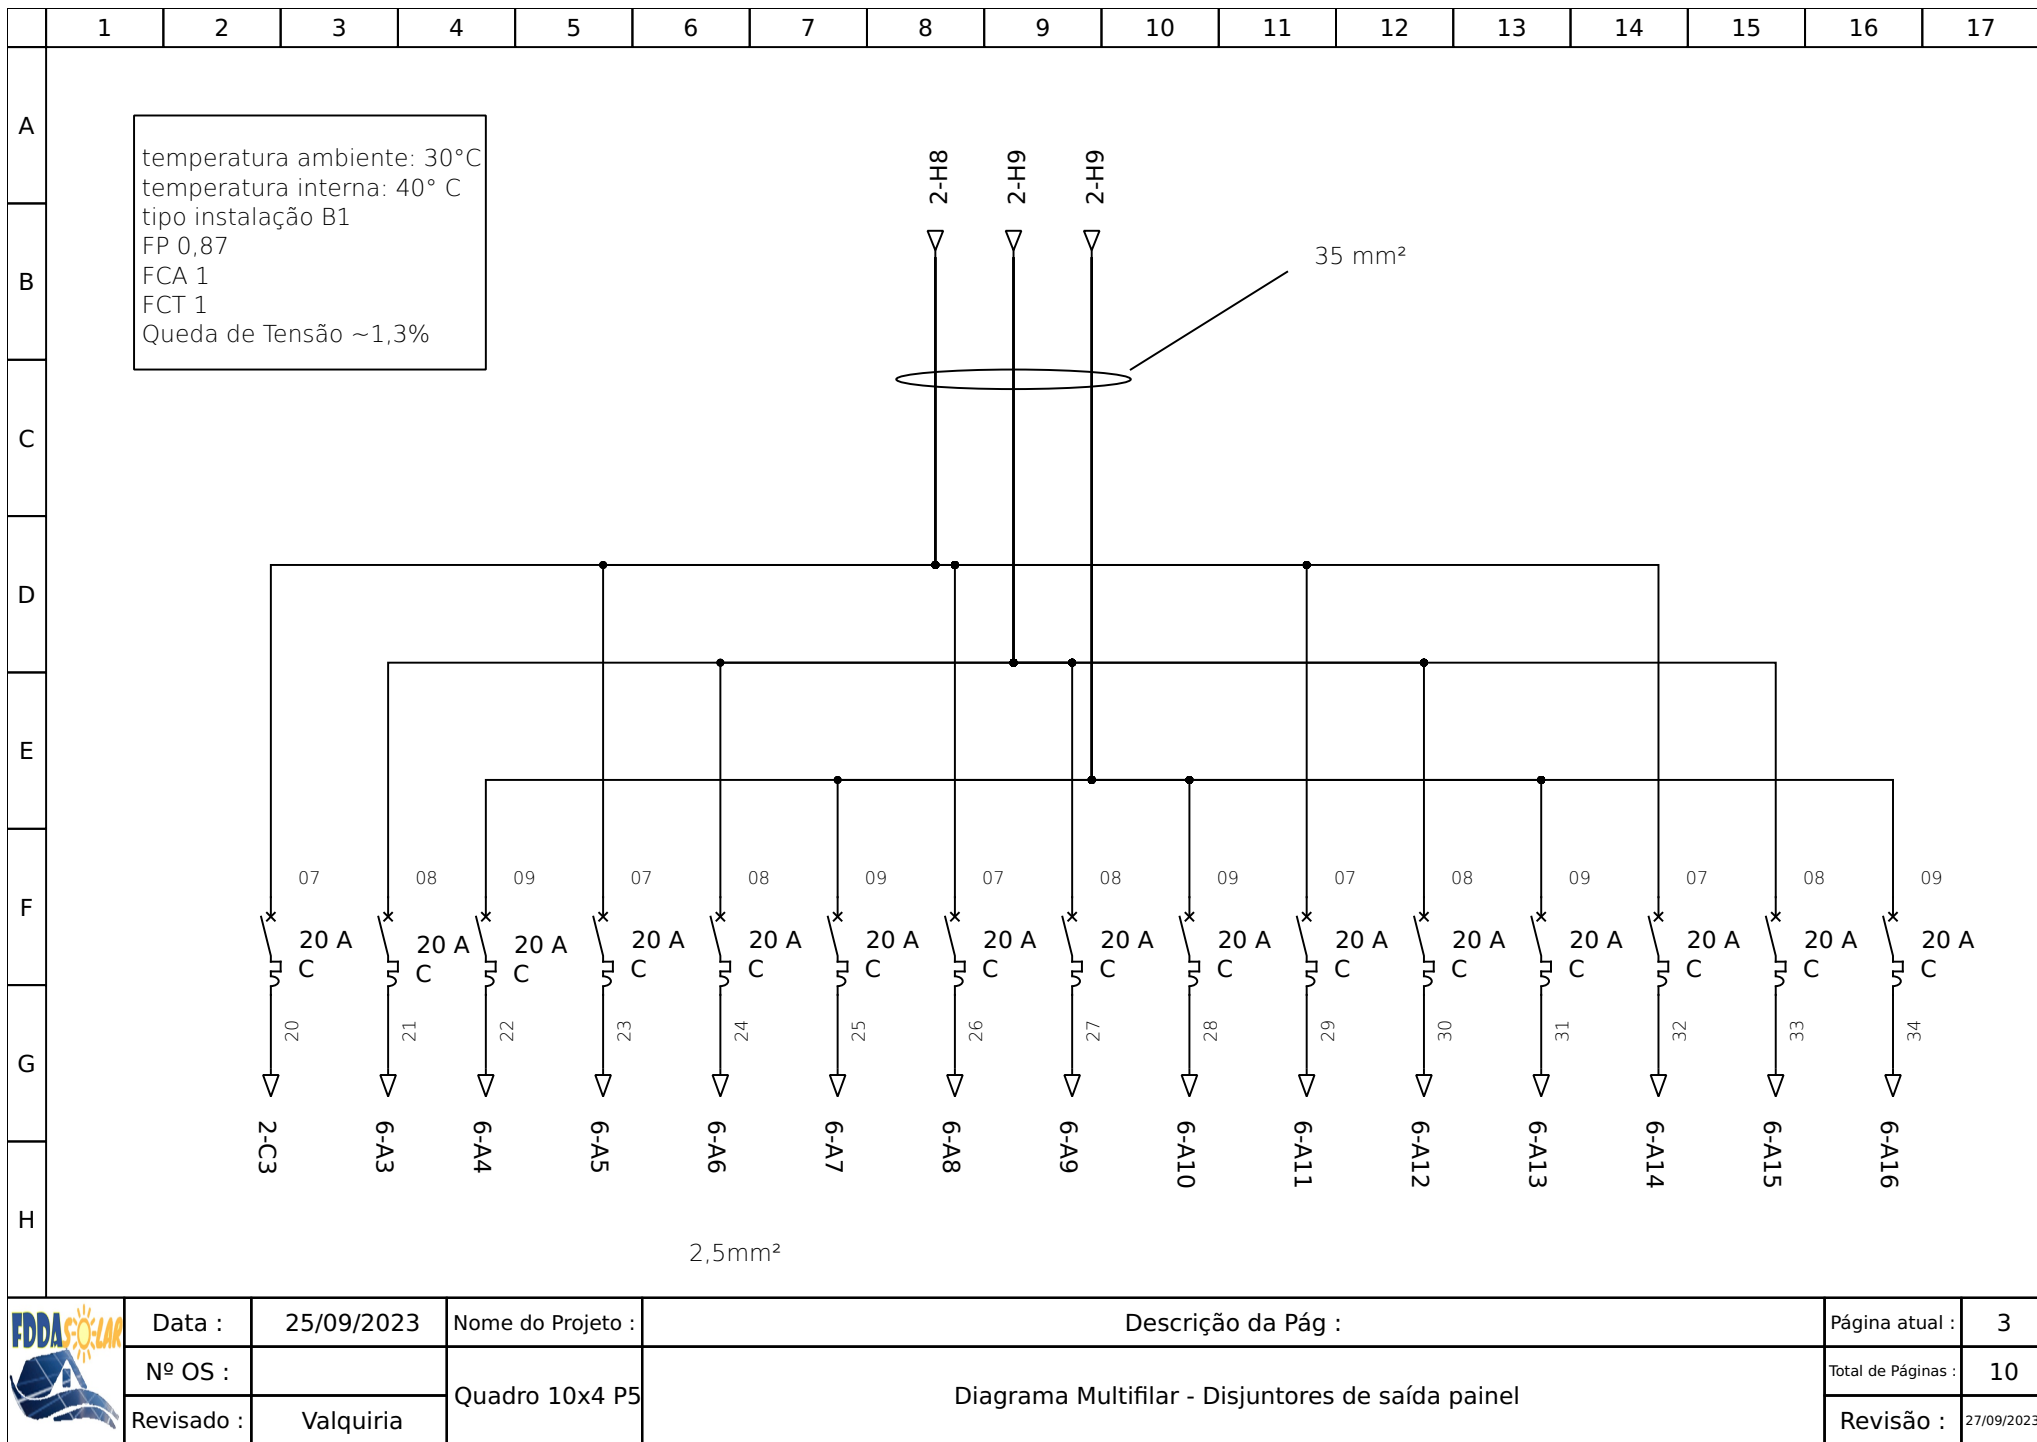 1 2 3 4 5 6 7 8 9 10 11 12 13 14 15 16 17
A
B
C
D
E
F
G
H
temperatura ambiente: 30°C
temperatura interna: 40° C
tipo instalação B1
FP 0,87
FCA 1
FCT 1
Queda de Tensão ~1,3%
2-H8 2-H9 2-H9
35 mm²
07 08 09 07 08 09 07 08 09 07 08 09 07 08 09
20 A 20 A 20 A 20 A 20 A 20 A 20 A 20 A 20 A 20 A 20 A 20 A 20 A 20 A 20 A
C C C C C C C C C C C C C C C
20 21 22 23 24 25 26 27 28 29 30 31 32 33 34
2-C3 6-A3 6-A4 6-A5 6-A6 6-A7 6-A8 6-A9 6-A10 6-A11 6-A12 6-A13 6-A14 6-A15 6-A16
2,5mm²
FDDA SOLAR
Data : 25/09/2023
Nº OS :
Revisado : Valquiria
Nome do Projeto :
Quadro 10x4 P5
Descrição da Pág :
Diagrama Multifilar - Disjuntores de saída painel
Página atual : 3
Total de Páginas : 10
Revisão : 27/09/2023